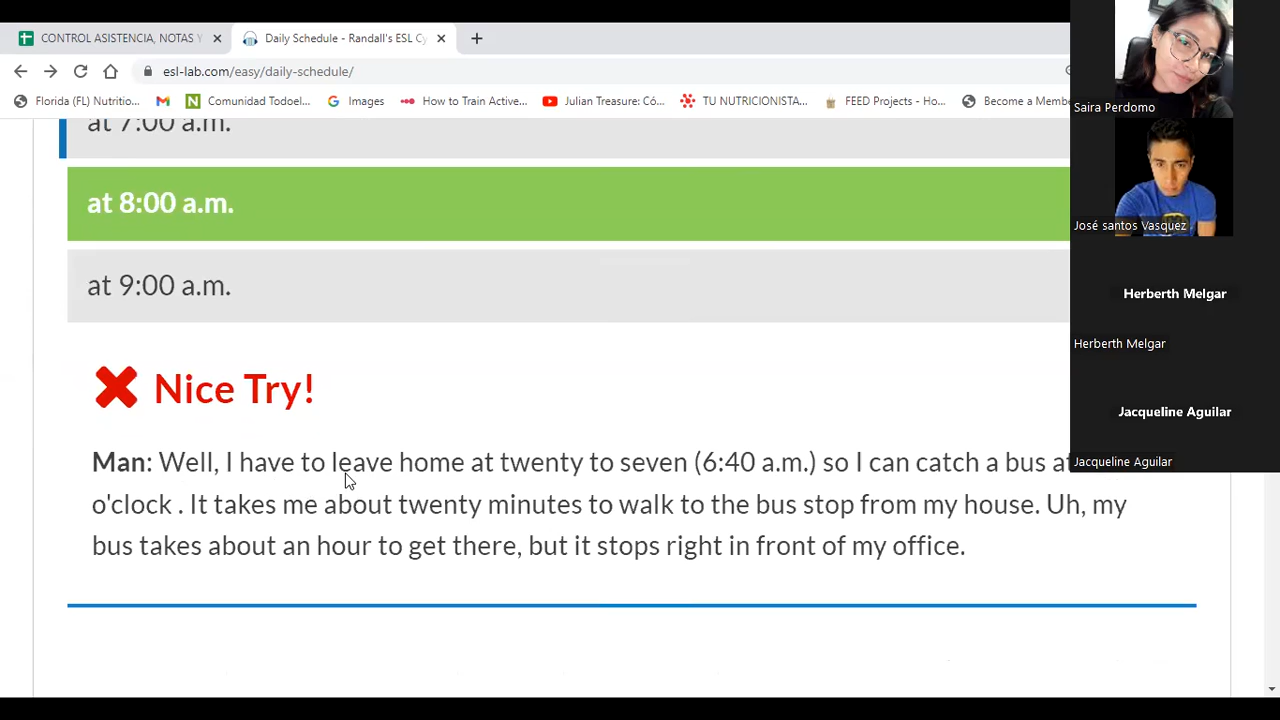 CONTROL ASISTENCIA, NOTAS Y
Daily Schedule - Randall's ESL Cy
esl-lab.com/easy/daily-schedule/
Florida (FL) Nutritio...
Comunidad Todoel...
Images
How to Train Active...
Julian Treasure: Có...
TU NUTRICIONISTA...
FEED Projects - Ho...
Become a Memb
at 7:00 a.m.
at 8:00 a.m.
at 9:00 a.m.
Nice Try!
Man: Well, I have to leave home at twenty to seven (6:40 a.m.) so I can catch a bus at
o'clock . It takes me about twenty minutes to walk to the bus stop from my house. Uh, my
bus takes about an hour to get there, but it stops right in front of my office.
Saira Perdomo
José santos Vasquez
Herberth Melgar
Herberth Melgar
Jacqueline Aguilar
Jacqueline Aguilar